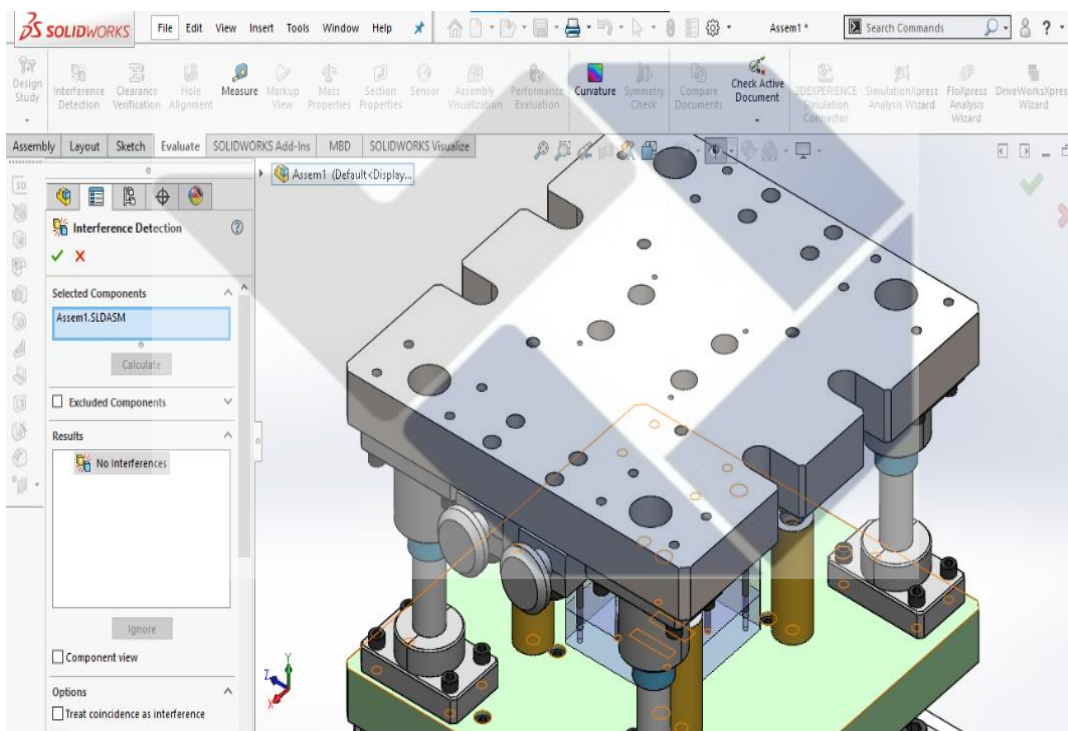 SOLIDWORKS File Edit View Insert Tools Window Help Assem1 * Search Commands ?
Design Study
Interference Detection
Clearance Verification
Hole Alignment
Measure
Markup View
Mass Properties
Section Properties
Sensor
Assembly Visualization
Performance Evaluation
Curvature
Symmetry Check
Compare Documents
Check Active Document
3DEXPERIENCE Simulation Connector
SimulationXpress Analysis Wizard
FloXpress Analysis Wizard
DriveWorksXpres Wizard
Assembly Layout Sketch Evaluate SOLIDWORKS Add-Ins MBD SOLIDWORKS Visualize
Assem1 (Default<Display...
Interference Detection
Selected Components
Assem1.SLDASM
Calculate
Excluded Components
Results
No Interferences
Ignore
Component view
Options
Treat coincidence as interference
Y
Z
X